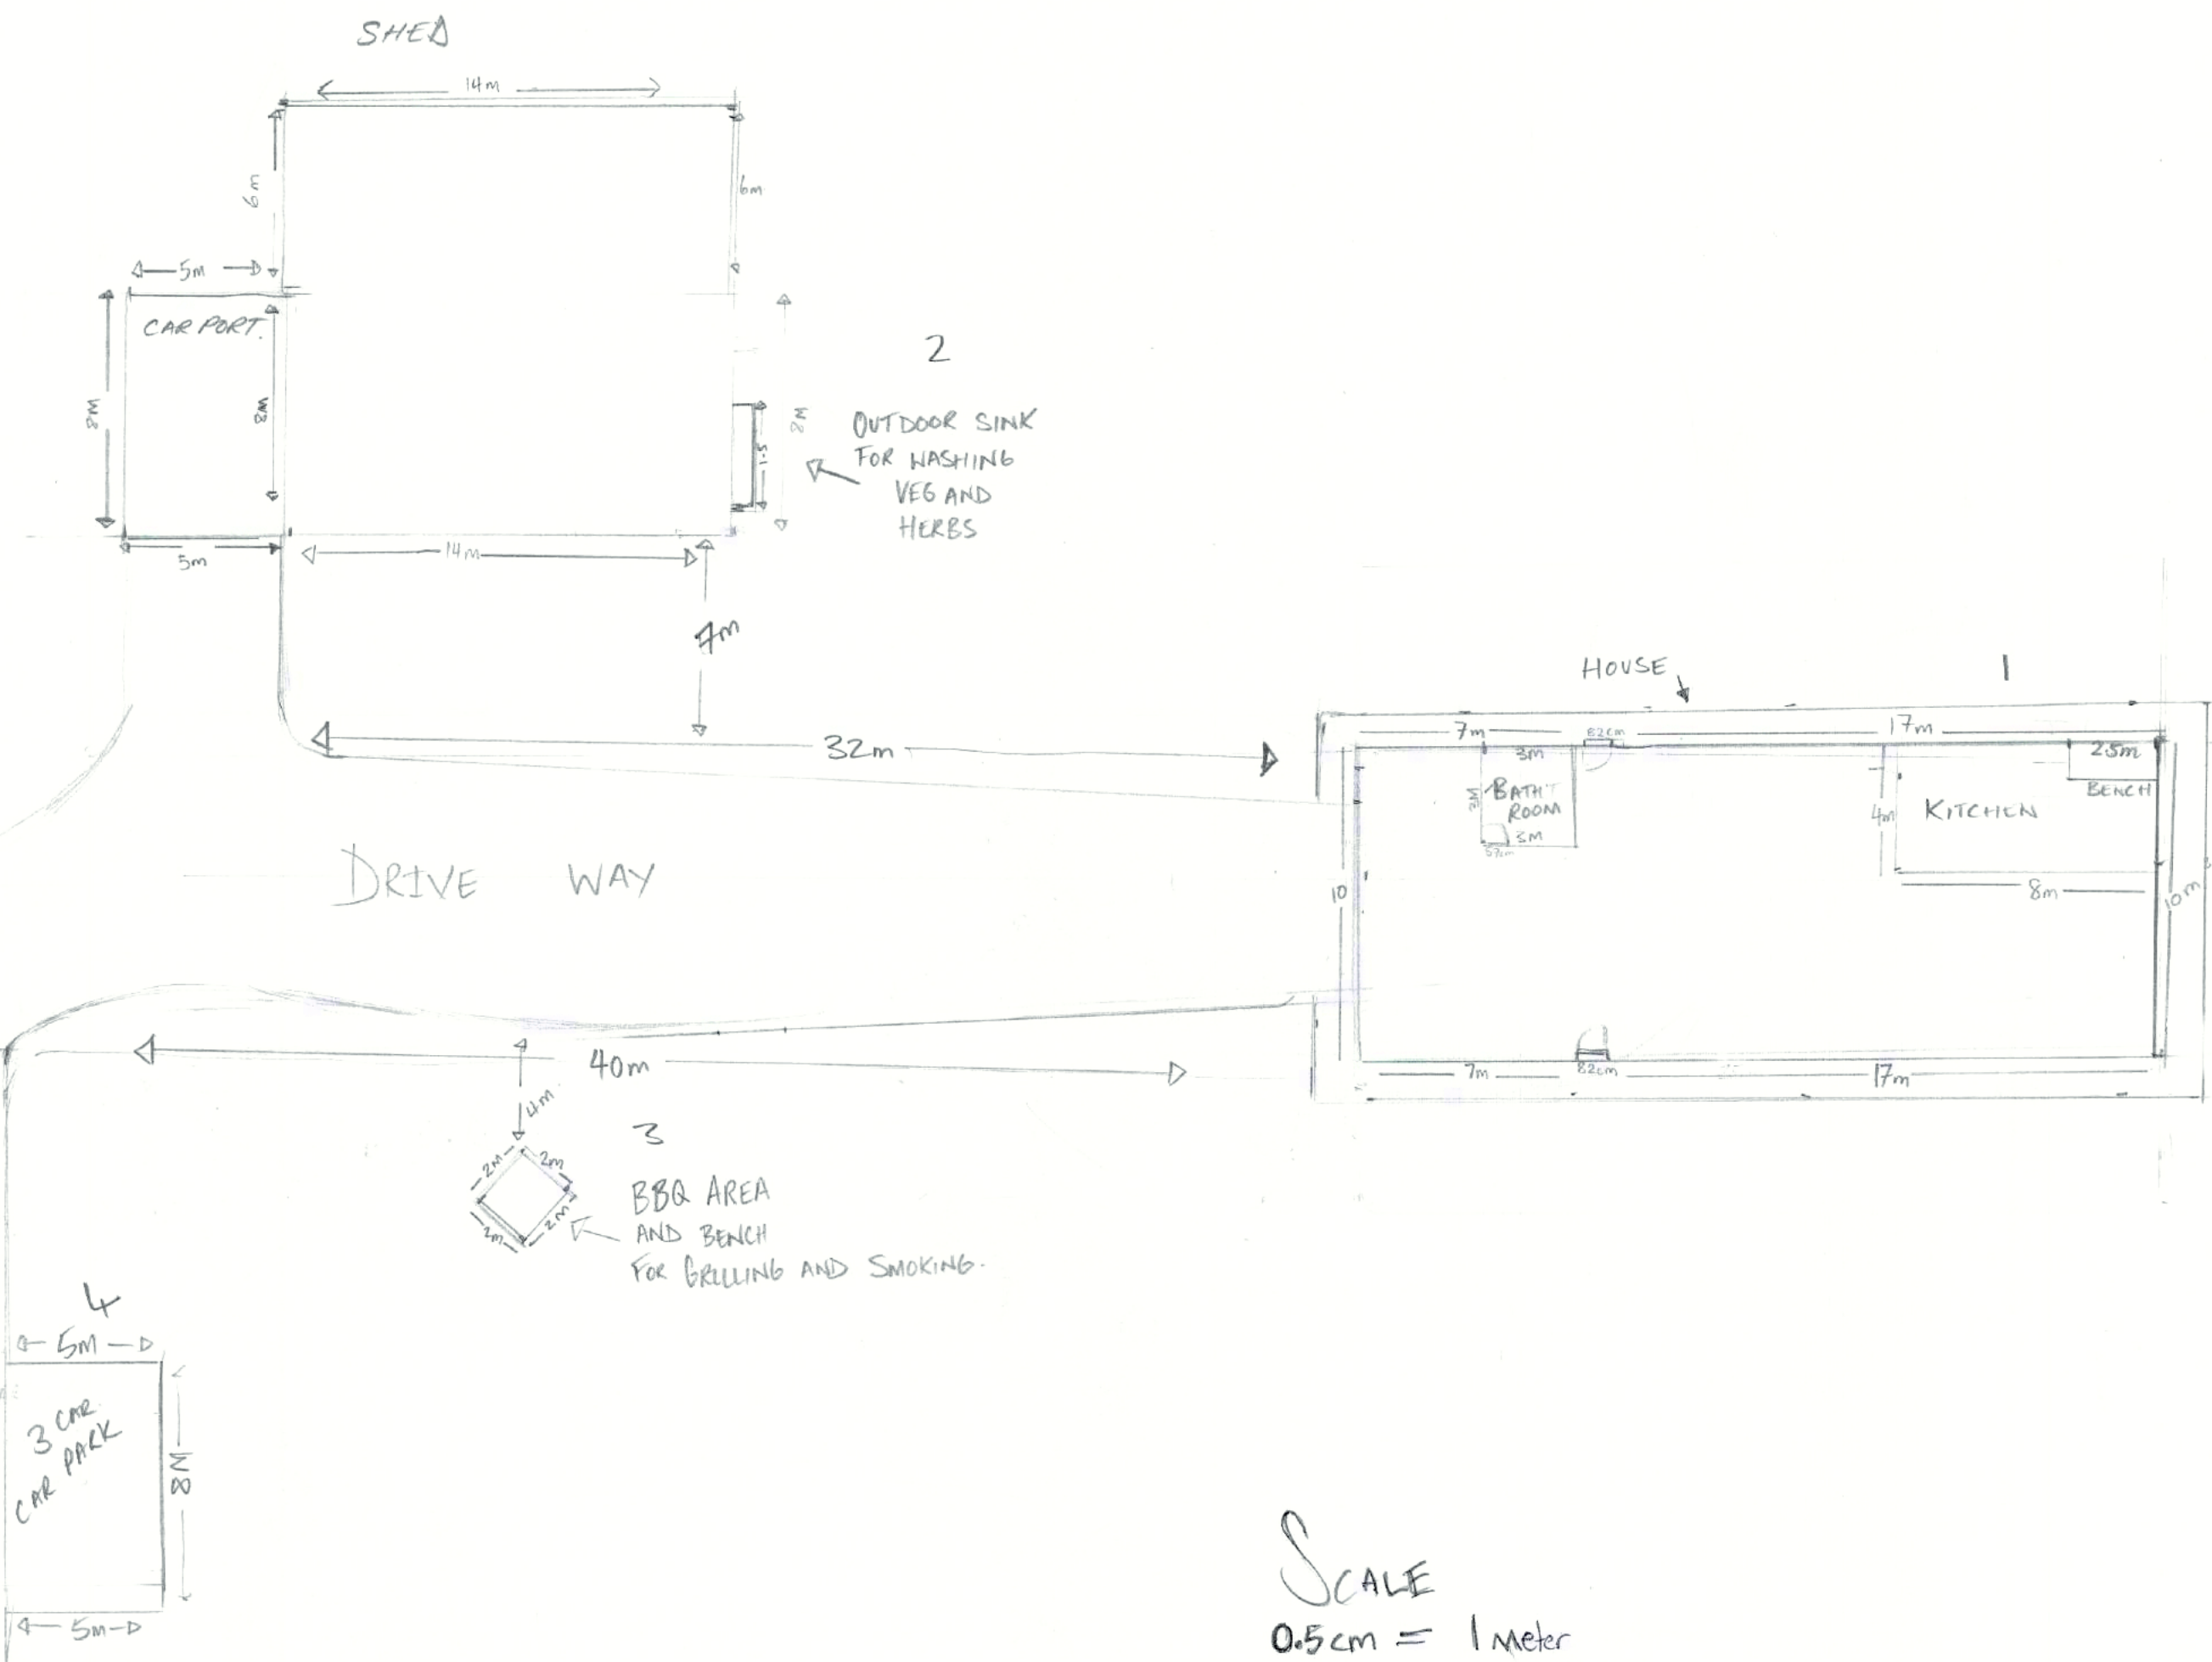 SHED
14m
6m
6m
5m
CAR PORT.
8M
8M
8M
1.5
5m
14m
2
OUTDOOR SINK
FOR WASHING
VEG AND
HERBS
7m
32m
HOUSE
1
7m
82cm
17m
3m
3M
BATH
ROOM
3M
57cm
4m
KITCHEN
2.5m
BENCH
8m
10
10m
7m
82cm
17m
DRIVE WAY
40m
4m
3
2M
2m
2m
2M
BBQ AREA
AND BENCH
FOR GRILLING AND SMOKING.
4
5M
3 CAR
CAR PARK
8M
5m
SCALE
0.5cm = 1 Meter